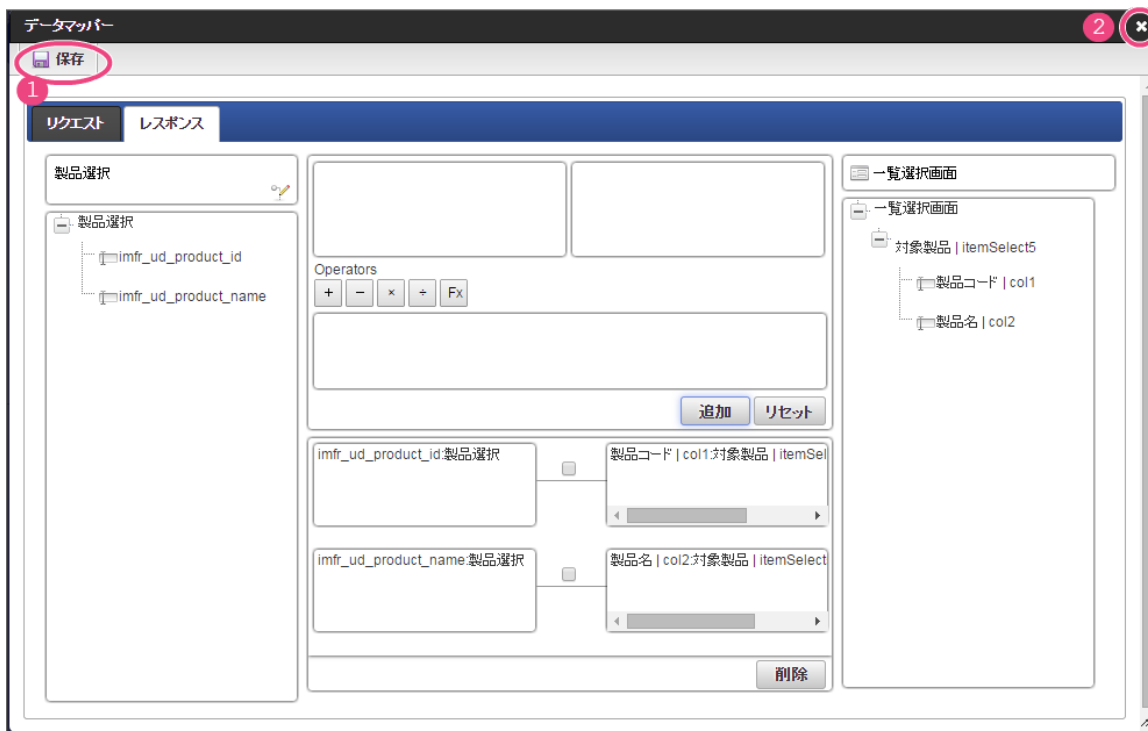 データマッパー
2
保存
1
リクエスト
レスポンス
製品選択
製品選択
imfr_ud_product_id
imfr_ud_product_name
Operators
+ − × ÷ Fx
追加 リセット
imfr_ud_product_id:製品選択
製品コード | col1:対象製品 | itemSel
imfr_ud_product_name:製品選択
製品名 | col2:対象製品 | itemSelect
削除
一覧選択画面
一覧選択画面
対象製品 | itemSelect5
製品コード | col1
製品名 | col2